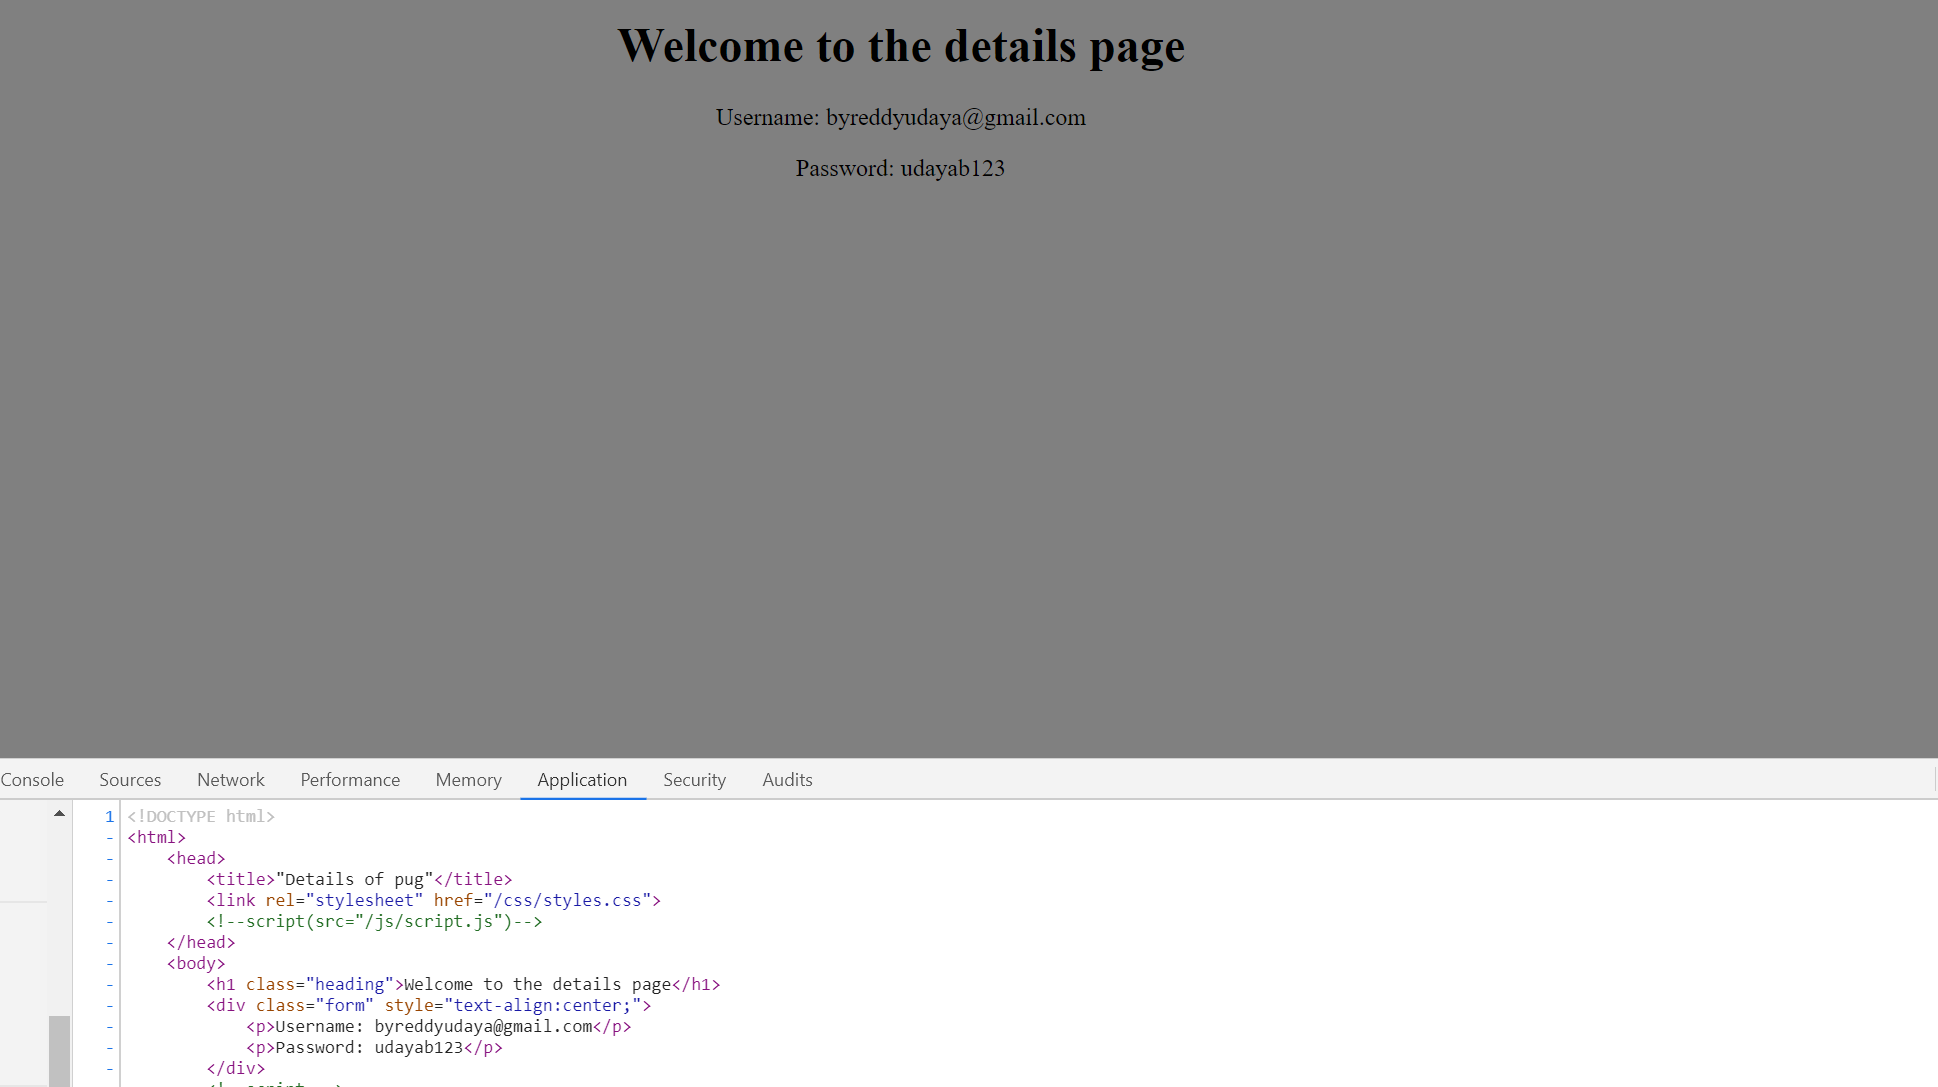 Welcome to the details page
Username: byreddyudaya@gmail.com
Password: udayab123
Console Sources Network Performance Memory Application Security Audits
1 <!DOCTYPE html>
- <html>
- <head>
- <title>"Details of pug"</title>
- <link rel="stylesheet" href="/css/styles.css">
- <!--script(src="/js/script.js")-->
- </head>
- <body>
- <h1 class="heading">Welcome to the details page</h1>
- <div class="form" style="text-align:center;">
- <p>Username: byreddyudaya@gmail.com</p>
- <p>Password: udayab123</p>
- </div>